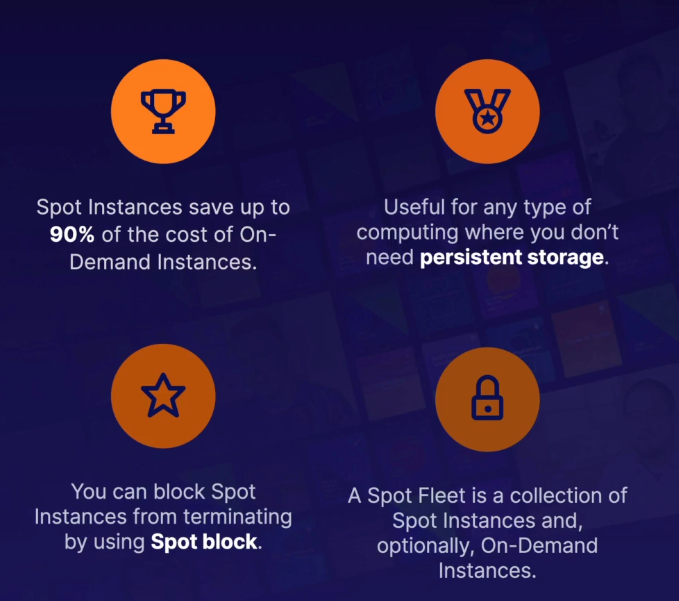 Spot Instances save up to
90% of the cost of On-
Demand Instances.
Useful for any type of
computing where you don't
need persistent storage.
You can block Spot
Instances from terminating
by using Spot block.
A Spot Fleet is a collection of
Spot Instances and,
optionally, On-Demand
Instances.